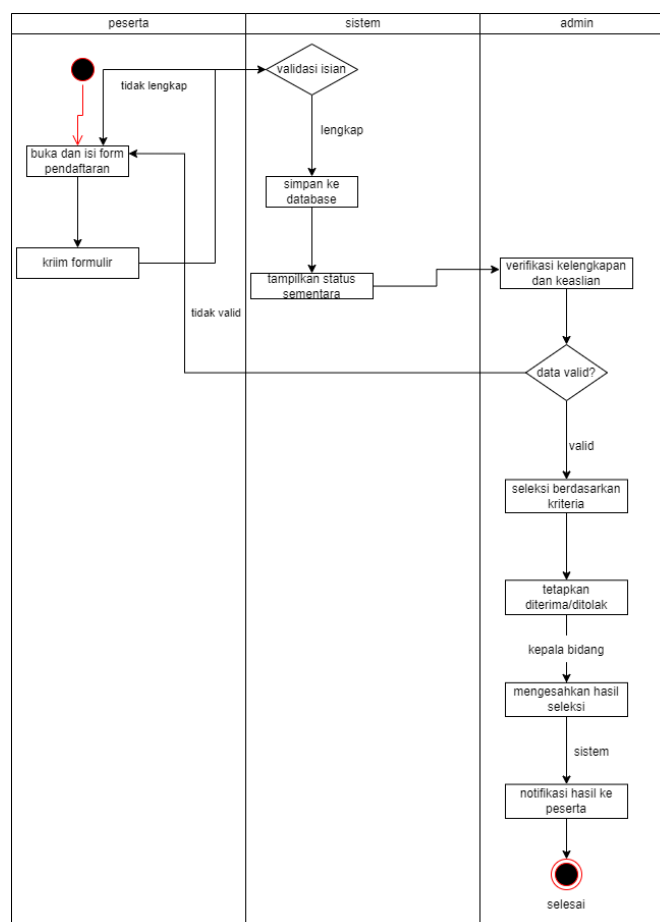 peserta
sistem
admin
validasi isian
tidak lengkap
lengkap
buka dan isi form
pendaftaran
simpan ke
database
kriim formulir
tampilkan status
sementara
verifikasi kelengkapan
dan keaslian
tidak valid
data valid?
valid
seleksi berdasarkan
kriteria
tetapkan
diterima/ditolak
kepala bidang
mengesahkan hasil
seleksi
sistem
notifikasi hasil ke
peserta
selesai